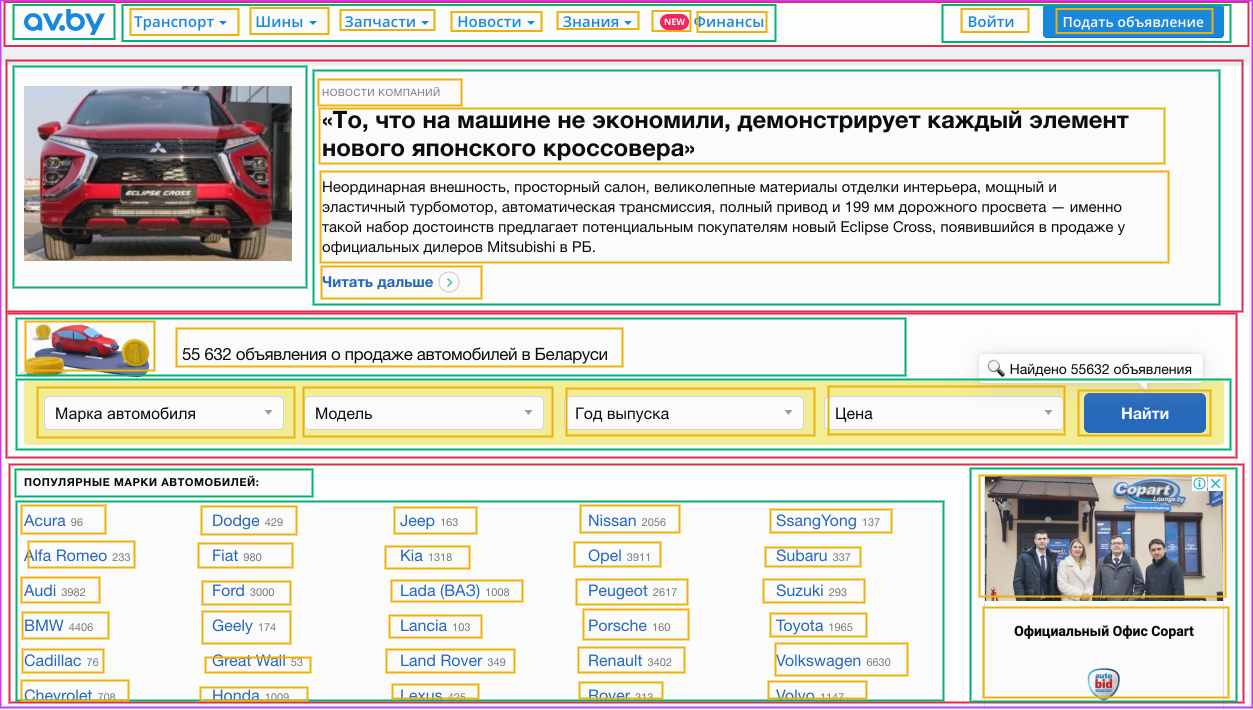 av.by Транспорт Шины Запчасти Новости Знания NEW Финансы Войти Подать объявление
НОВОСТИ КОМПАНИЙ
«То, что на машине не экономили, демонстрирует каждый элемент
нового японского кроссовера»
Неординарная внешность, просторный салон, великолепные материалы отделки интерьера, мощный и
эластичный турбомотор, автоматическая трансмиссия, полный привод и 199 мм дорожного просвета — именно
такой набор достоинств предлагает потенциальным покупателям новый Eclipse Cross, появившийся в продаже у
официальных дилеров Mitsubishi в РБ.
Читать дальше
ECLIPSE CROSS
55 632 объявления о продаже автомобилей в Беларуси
Найдено 55632 объявления
Марка автомобиля Модель Год выпуска Цена Найти
ПОПУЛЯРНЫЕ МАРКИ АВТОМОБИЛЕЙ:
Acura 96 Dodge 429 Jeep 163 Nissan 2056 SsangYong 137
Alfa Romeo 233 Fiat 980 Kia 1318 Opel 3911 Subaru 337
Audi 3982 Ford 3000 Lada (ВАЗ) 1008 Peugeot 2617 Suzuki 293
BMW 4406 Geely 174 Lancia 103 Porsche 160 Toyota 1965
Cadillac 76 Great Wall 53 Land Rover 349 Renault 3402 Volkswagen 6630
Chevrolet 708 Honda 1009 Lexus 425 Rover 313 Volvo 1147
Copart
Lounge by
Официальный Офис Copart
auto
bid